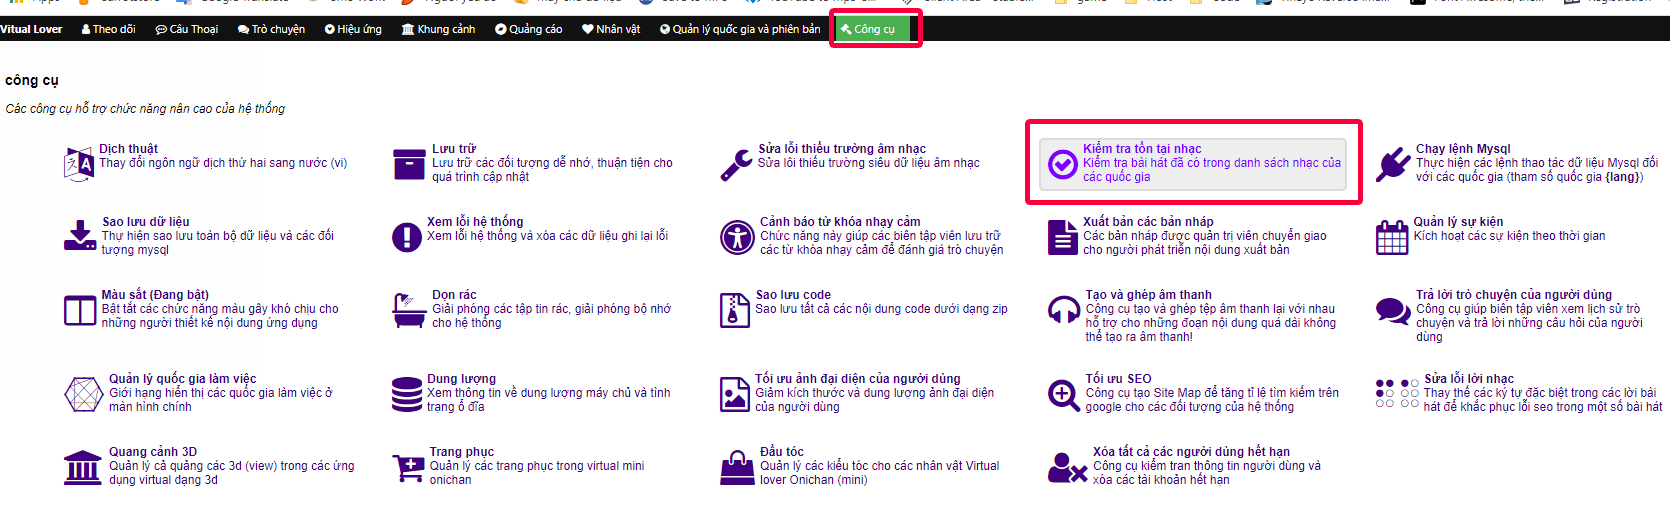 Vitual Lover Theo dõi Câu Thoại Trò chuyện Hiệu ứng Khung cảnh Quảng cáo Nhân vật Quản lý quốc gia và phiên bản Công cụ
công cụ
Các công cụ hỗ trợ chức năng nân cao của hệ thống
Dịch thuật
Thay đổi ngôn ngữ dịch thứ hai sang nước (vi)
Lưu trữ
Lưu trữ các đối tượng dễ nhớ, thuận tiện cho
quá trình cập nhật
Sửa lỗi thiếu trường âm nhạc
Sửa lôi thiếu trường siêu dữ liệu âm nhạc
Kiểm tra tồn tại nhạc
Kiểm tra bài hát đã có trong danh sách nhạc của
các quốc gia
Chạy lệnh Mysql
Thực hiện các lệnh thao tác dữ liệu Mysql đối
với các quốc gia (tham số quốc gia {lang})
Sao lưu dữ liệu
Thự hiện sao lưu toàn bộ dữ liệu và các đối
tượng mysql
Xem lỗi hệ thống
Xem lỗi hệ thống và xóa các dữ liệu ghi lại lỗi
Cảnh báo từ khóa nhạy cảm
Chức năng này giúp các biên tập viên lưu trữ
các từ khóa nhạy cảm để đánh giá trò chuyện
Xuất bản các bản nháp
Các bản nháp được quản trị viên chuyển giao
cho người phát triển nội dung xuất bản
Quản lý sự kiện
Kích hoạt các sự kiện theo thời gian
Màu sắt (Đang bật)
Bật tắt các chức năng màu gây khó chịu cho
những người thiết kế nội dung ứng dụng
Dọn rác
Giải phóng các tập tin rác, giải phóng bộ nhớ
cho hệ thống
Sao lưu code
Sao lưu tất cả các nội dung code dưới dạng zip
Tạo và ghép âm thanh
Công cụ tạo và ghép tệp âm thanh lại với nhau
hỗ trợ cho những đoạn nội dung quá dài không
thể tạo ra âm thanh!
Trả lời trò chuyện của người dùng
Công cụ giúp biên tập viên xem lịch sử trò
chuyện và trả lời những câu hỏi của người
dùng
Quản lý quốc gia làm việc
Giới hạng hiển thị các quốc gia làm việc ở
màn hình chính
Dung lượng
Xem thông tin về dung lượng máy chủ và tình
trạng ổ đĩa
Tối ưu ảnh đại diện của người dùng
Giảm kích thước và dung lượng ảnh đại diện
của người dùng
Tối ưu SEO
Công cụ tạo Site Map để tăng tỉ lệ tìm kiếm trên
google cho các đối tượng của hệ thống
Sửa lỗi lời nhạc
Thay thế các ký tự đặc biệt trong các lời bài
hát để khắc phục lỗi seo trong một số bài hát
Quang cảnh 3D
Quản lý cả quảng các 3d (view) trong các ứng
dụng virtual dạng 3d
Trang phục
Quản lý các trang phục trong virtual mini
onichan
Đầu tóc
Quản lý các kiểu tóc cho các nhân vật Virtual
lover Onichan (mini)
Xóa tất cả các người dùng hết hạn
Công cụ kiểm tran thông tin người dùng và
xóa các tài khoản hết hạn